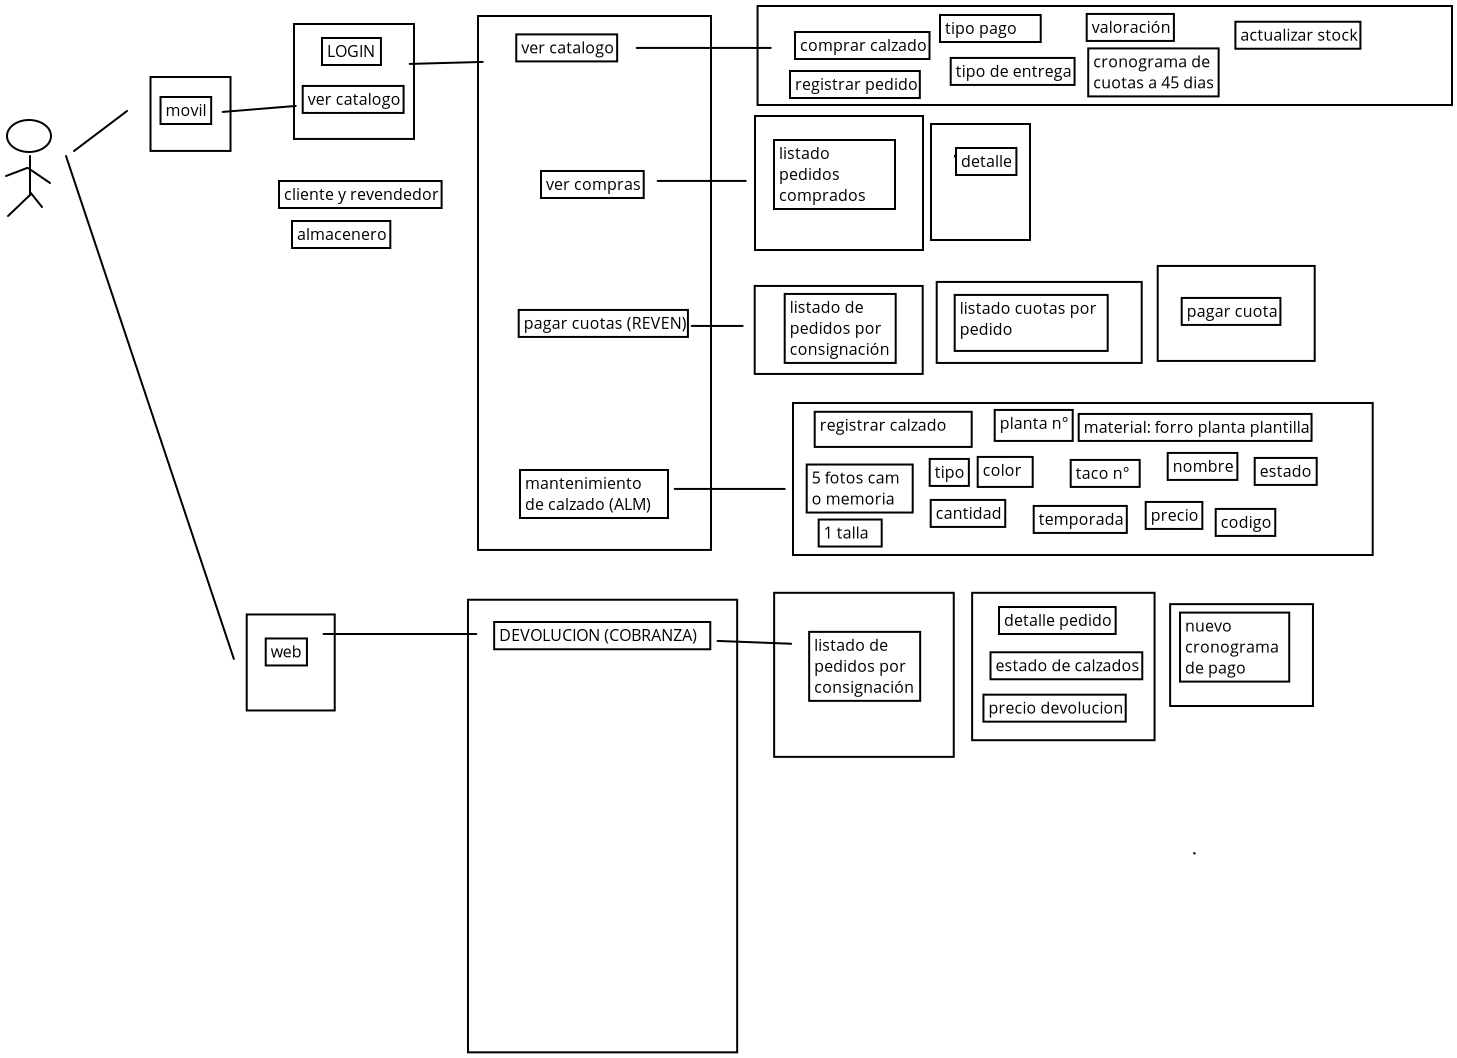 movil
LOGIN
ver catalogo
cliente y revendedor
almacenero
ver catalogo
comprar calzado
registrar pedido
tipo pago
tipo de entrega
valoración
cronograma de
cuotas a 45 dias
actualizar stock
ver compras
listado
pedidos
comprados
detalle
pagar cuotas (REVEN)
listado de
pedidos por
consignación
listado cuotas por
pedido
pagar cuota
mantenimiento
de calzado (ALM)
registrar calzado
planta n°
material: forro planta plantilla
5 fotos cam
o memoria
tipo
color
taco n°
nombre
estado
1 talla
cantidad
temporada
precio
codigo
web
DEVOLUCION (COBRANZA)
listado de
pedidos por
consignación
detalle pedido
estado de calzados
precio devolucion
nuevo
cronograma
de pago